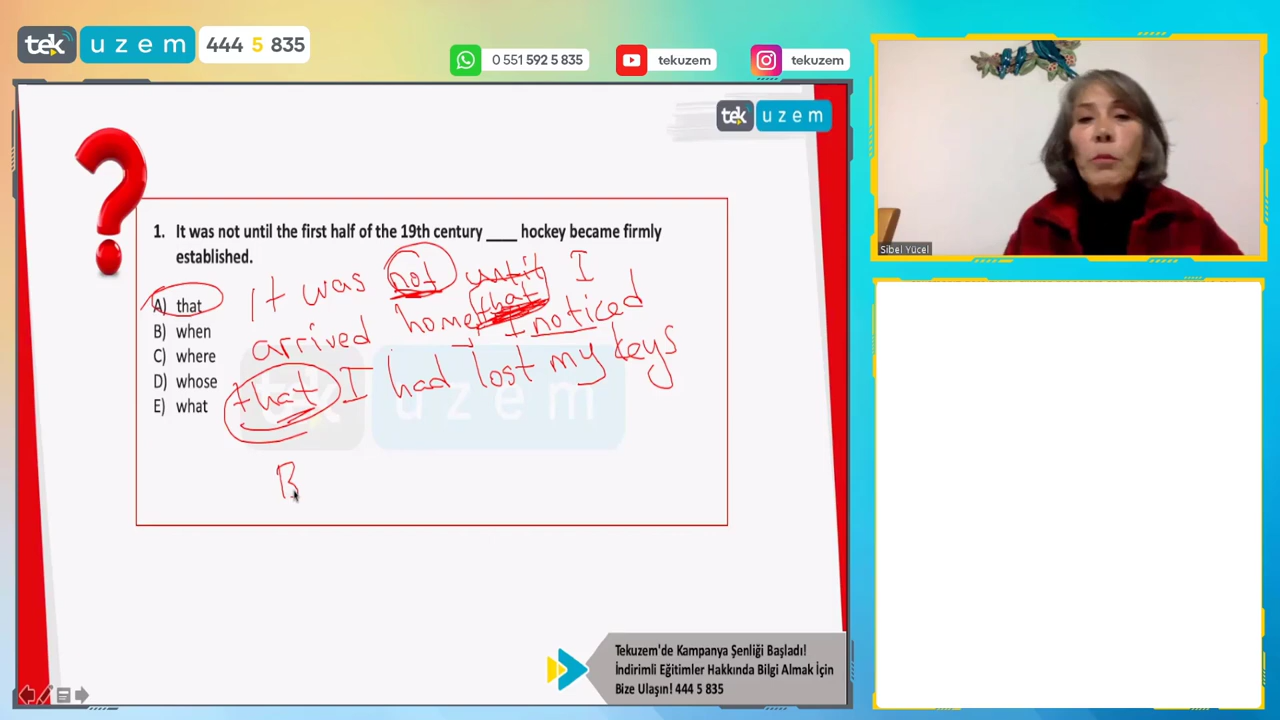 tek uzem 444 5 835
0 551 592 5 835 tekuzem tekuzem
tek uzem
1. It was not until the first half of the 19th century ____ hockey became firmly
established.
A) that
B) when
C) where
D) whose
E) what
It was not until I
arrived home that I noticed
that I had lost my keys
B
tek uzem
Tekuzem'de Kampanya Şenliği Başladı!
İndirimli Eğitimler Hakkında Bilgi Almak İçin
Bize Ulaşın! 444 5 835
Sibel Yücel